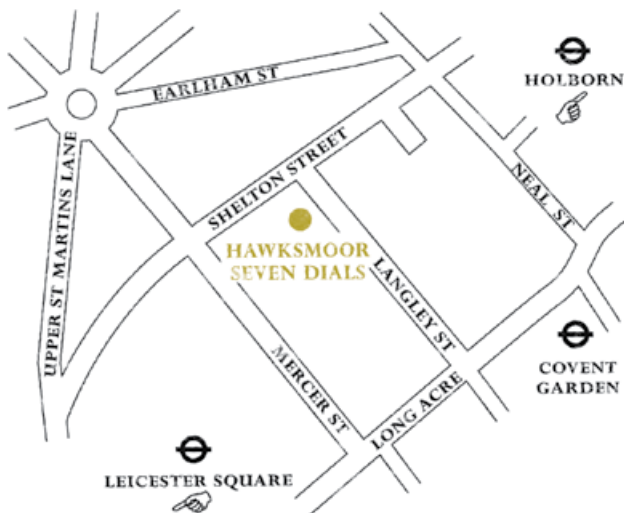 EARLHAM ST
HOLBORN
UPPER ST MARTINS LANE
SHELTON STREET
NEAL ST
HAWKSMOOR
SEVEN DIALS
LANGLEY ST
MERCER ST
LONG ACRE
COVENT
GARDEN
LEICESTER SQUARE